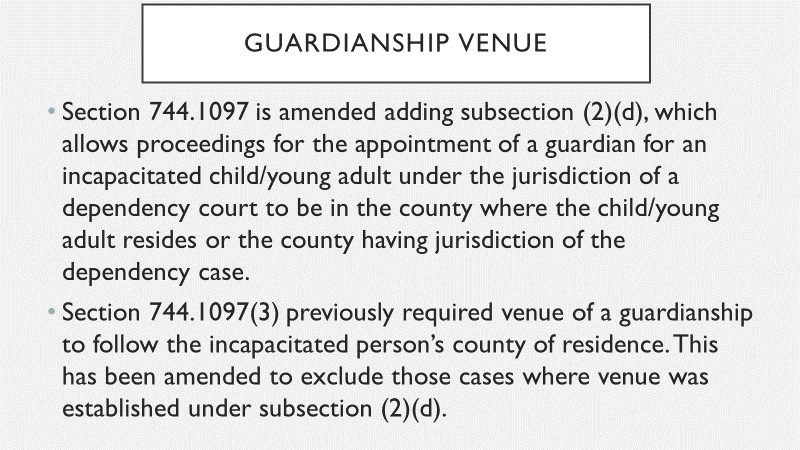 GUARDIANSHIP VENUE
• Section 744.1097 is amended adding subsection (2)(d), which
allows proceedings for the appointment of a guardian for an
incapacitated child/young adult under the jurisdiction of a
dependency court to be in the county where the child/young
adult resides or the county having jurisdiction of the
dependency case.
• Section 744.1097(3) previously required venue of a guardianship
to follow the incapacitated person’s county of residence. This
has been amended to exclude those cases where venue was
established under subsection (2)(d).